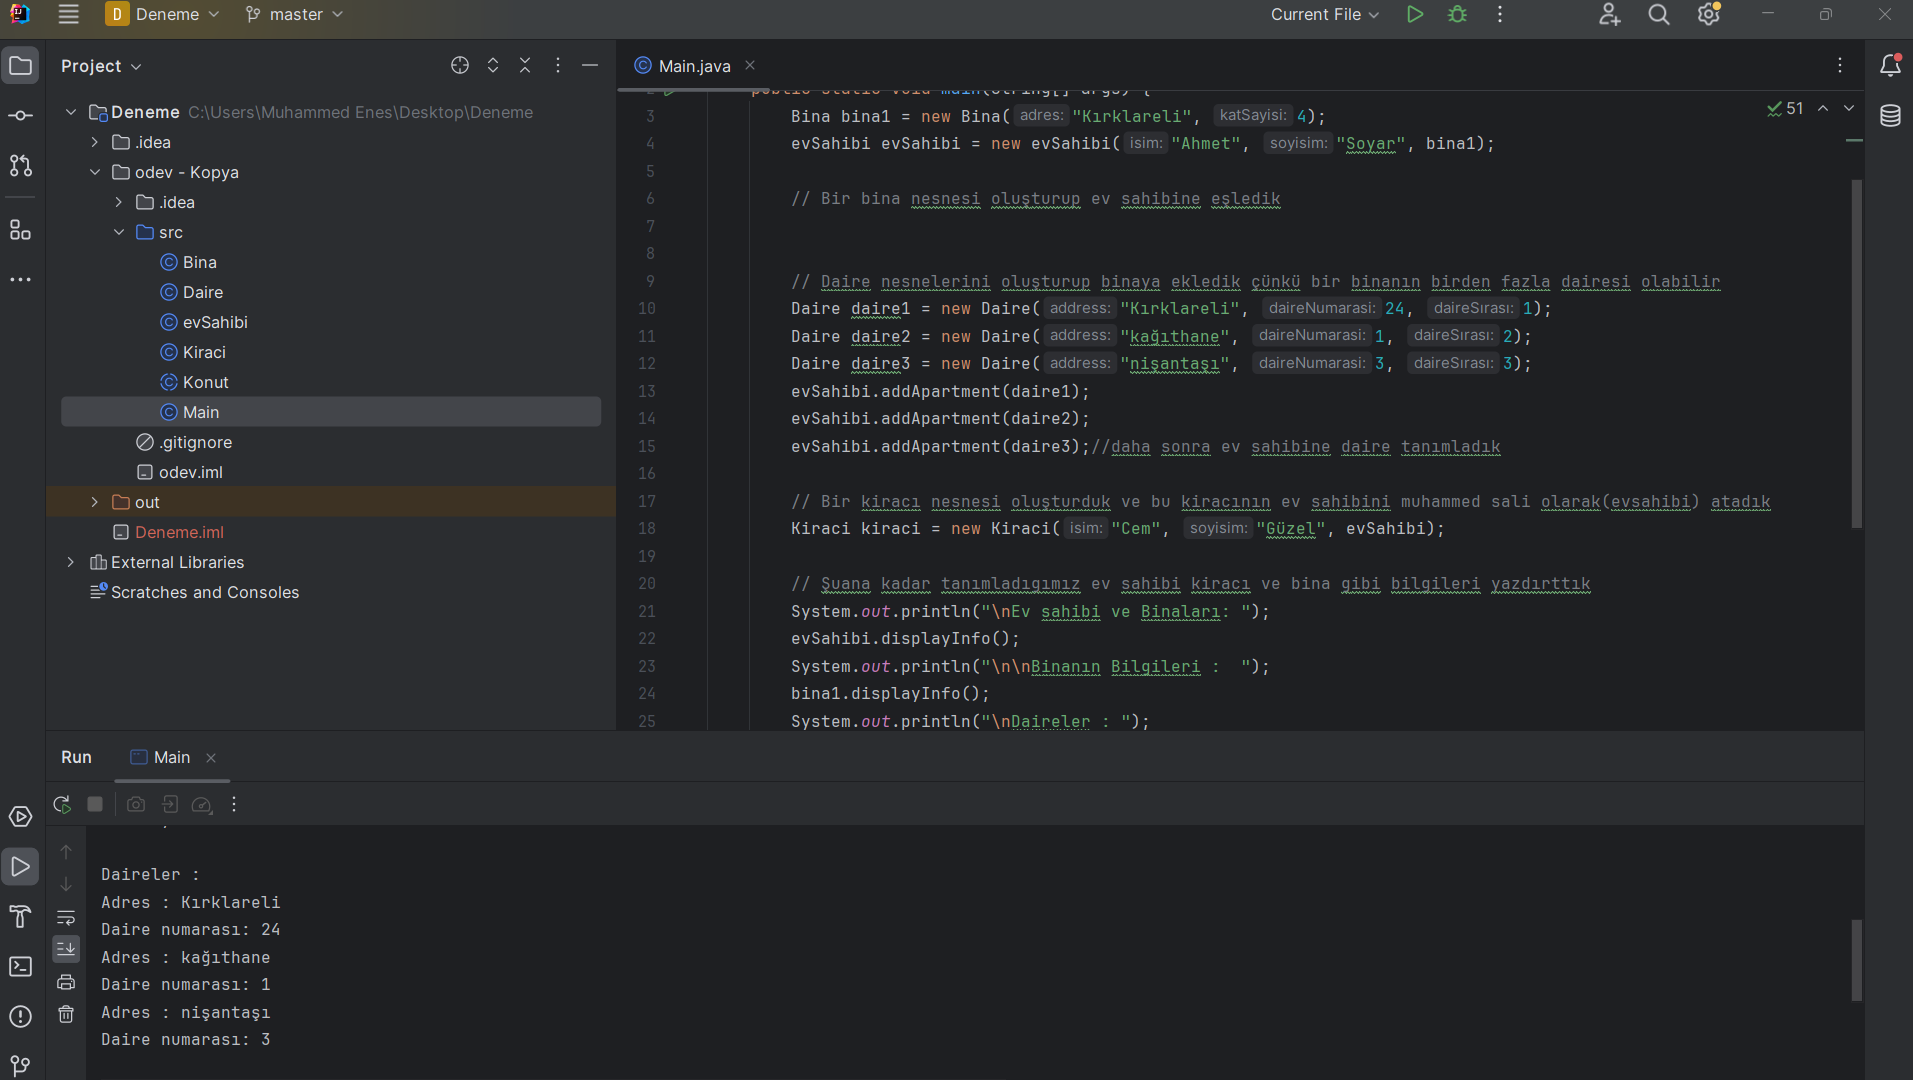 D Deneme master Current File
Project
Main.java
Deneme C:\Users\Muhammed Enes\Desktop\Deneme
.idea
odev - Kopya
.idea
src
Bina
Daire
evSahibi
Kiraci
Konut
Main
.gitignore
odev.iml
out
Deneme.iml
External Libraries
Scratches and Consoles
51
2 public static void main(String[] args) {
3 Bina bina1 = new Bina( adres: "Kırklareli", katSayisi: 4);
4 evSahibi evSahibi = new evSahibi( isim: "Ahmet", soyisim: "Soyar", bina1);
5
6 // Bir bina nesnesi oluşturup ev sahibine eşledik
7
8
9 // Daire nesnelerini oluşturup binaya ekledik çünkü bir binanın birden fazla dairesi olabilir
10 Daire daire1 = new Daire( address: "Kırklareli", daireNumarasi: 24, daireSırası: 1);
11 Daire daire2 = new Daire( address: "kağıthane", daireNumarasi: 1, daireSırası: 2);
12 Daire daire3 = new Daire( address: "nişantaşı", daireNumarasi: 3, daireSırası: 3);
13 evSahibi.addApartment(daire1);
14 evSahibi.addApartment(daire2);
15 evSahibi.addApartment(daire3);//daha sonra ev sahibine daire tanımladık
16
17 // Bir kiracı nesnesi oluşturduk ve bu kiracının ev sahibini muhammed sali olarak(evsahibi) atadık
18 Kiraci kiraci = new Kiraci( isim: "Cem", soyisim: "Güzel", evSahibi);
19
20 // Şuana kadar tanımladıgımız ev sahibi kiracı ve bina gibi bilgileri yazdırttık
21 System.out.println("\nEv sahibi ve Binaları: ");
22 evSahibi.displayInfo();
23 System.out.println("\n\nBinanın Bilgileri :  ");
24 bina1.displayInfo();
25 System.out.println("\nDaireler : ");
Run Main
Daireler :
Adres : Kırklareli
Daire numarası: 24
Adres : kağıthane
Daire numarası: 1
Adres : nişantaşı
Daire numarası: 3